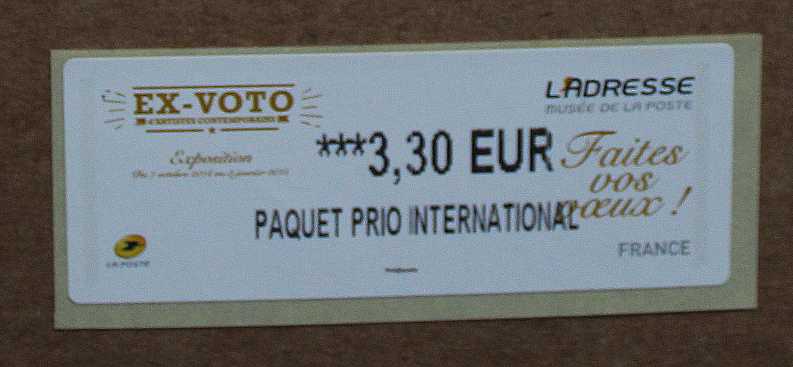 EX-VOTO
D'ARTISTES CONTEMPORAINS
Exposition
L'ADRESSE
MUSÉE DE LA POSTE
***3,30 EUR
Faites
vos
vœux !
PAQUET PRIO INTERNATIONAL
LA POSTE
FRANCE